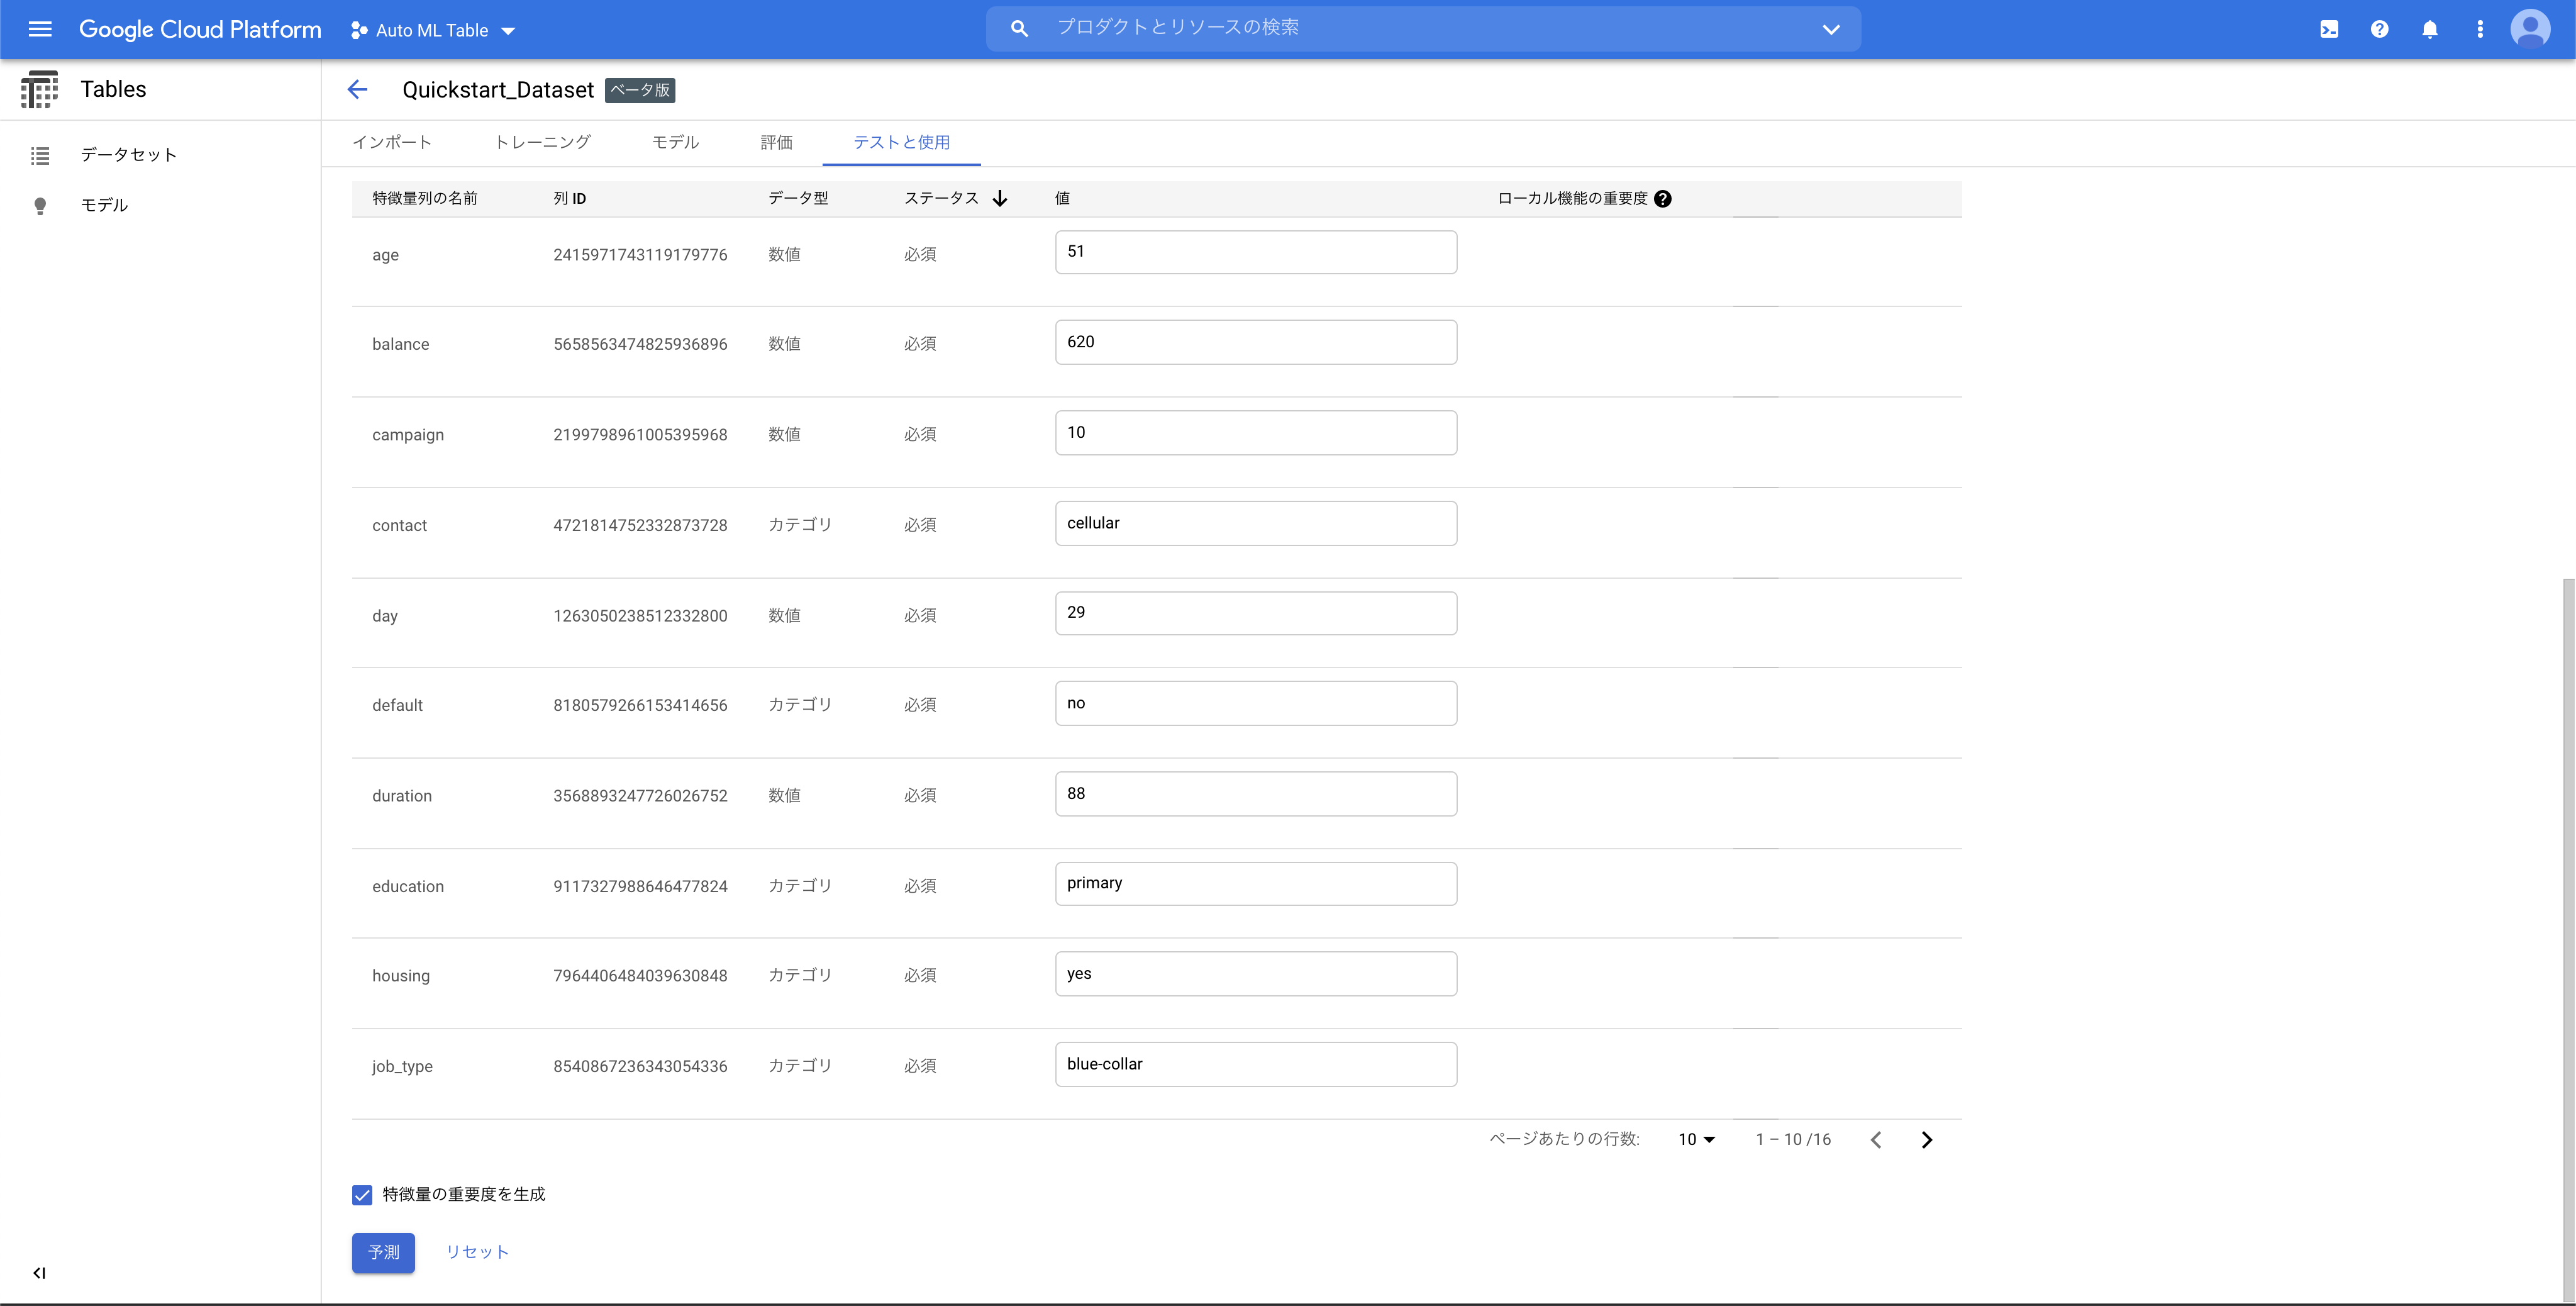 Google Cloud Platform
Auto ML Table
プロダクトとリソースの検索
Tables
データセット
モデル
Quickstart_Dataset ベータ版
インポート トレーニング モデル 評価 テストと使用
特徴量列の名前 列 ID データ型 ステータス 値 ローカル機能の重要度
age 2415971743119179776 数値 必須 51
balance 5658563474825936896 数値 必須 620
campaign 2199798961005395968 数値 必須 10
contact 4721814752332873728 カテゴリ 必須 cellular
day 1263050238512332800 数値 必須 29
default 8180579266153414656 カテゴリ 必須 no
duration 3568893247726026752 数値 必須 88
education 9117327988646477824 カテゴリ 必須 primary
housing 7964406484039630848 カテゴリ 必須 yes
job_type 8540867236343054336 カテゴリ 必須 blue-collar
ページあたりの行数: 10 1 – 10 /16
特徴量の重要度を生成
予測 リセット